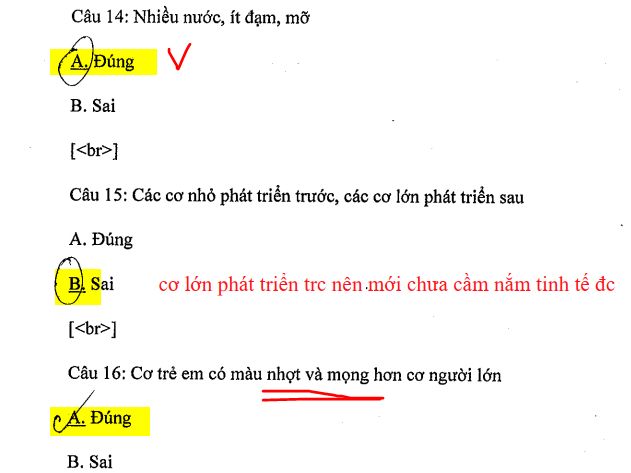 Câu 14: Nhiều nước, ít đạm, mỡ
A. Đúng
B. Sai
[<br>]
Câu 15: Các cơ nhỏ phát triển trước, các cơ lớn phát triển sau
A. Đúng
B. Sai cơ lớn phát triển trc nên mới chưa cầm nắm tinh tế đc
[<br>]
Câu 16: Cơ trẻ em có màu nhợt và mọng hơn cơ người lớn
A. Đúng
B. Sai